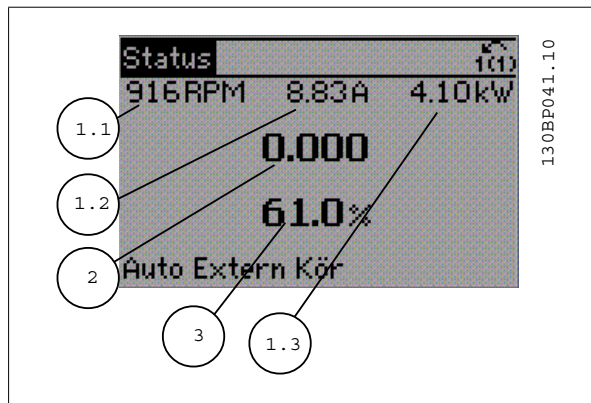 Status 1(1)
916RPM 8.83A 4.10kW
0.000
61.0%
Auto Extern Kör
1.1
1.2
2
3
1.3
130BP041.10